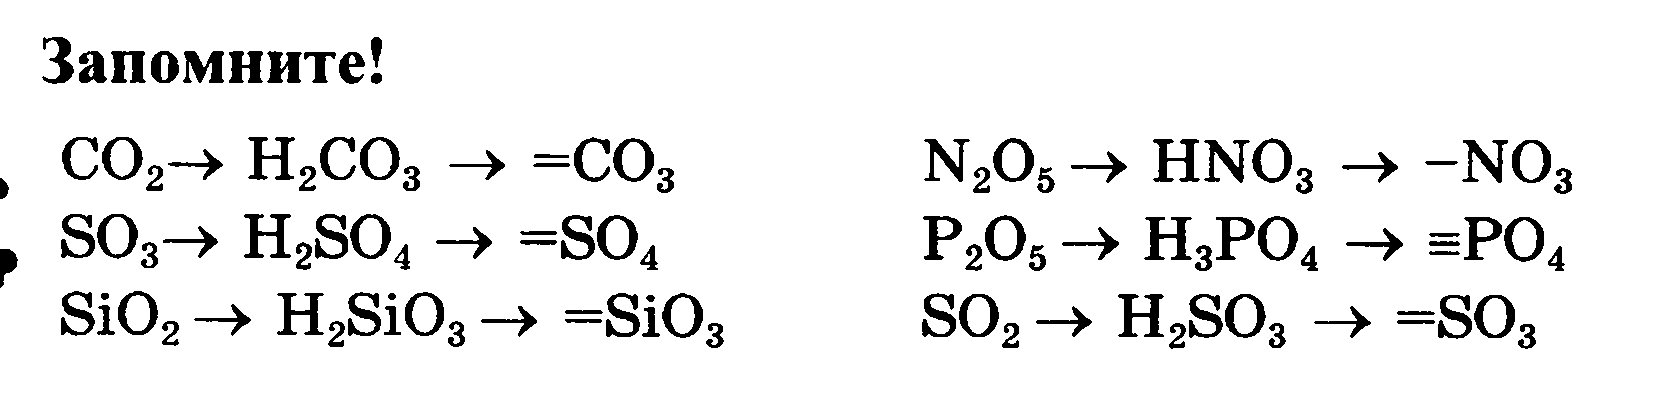 Запомните!
CO₂→ H₂CO₃ → =CO₃
SO₃→ H₂SO₄ → =SO₄
SiO₂→ H₂SiO₃→ =SiO₃
N₂O₅→ HNO₃ → −NO₃
P₂O₅→ H₃PO₄ → ≡PO₄
SO₂→ H₂SO₃ → =SO₃